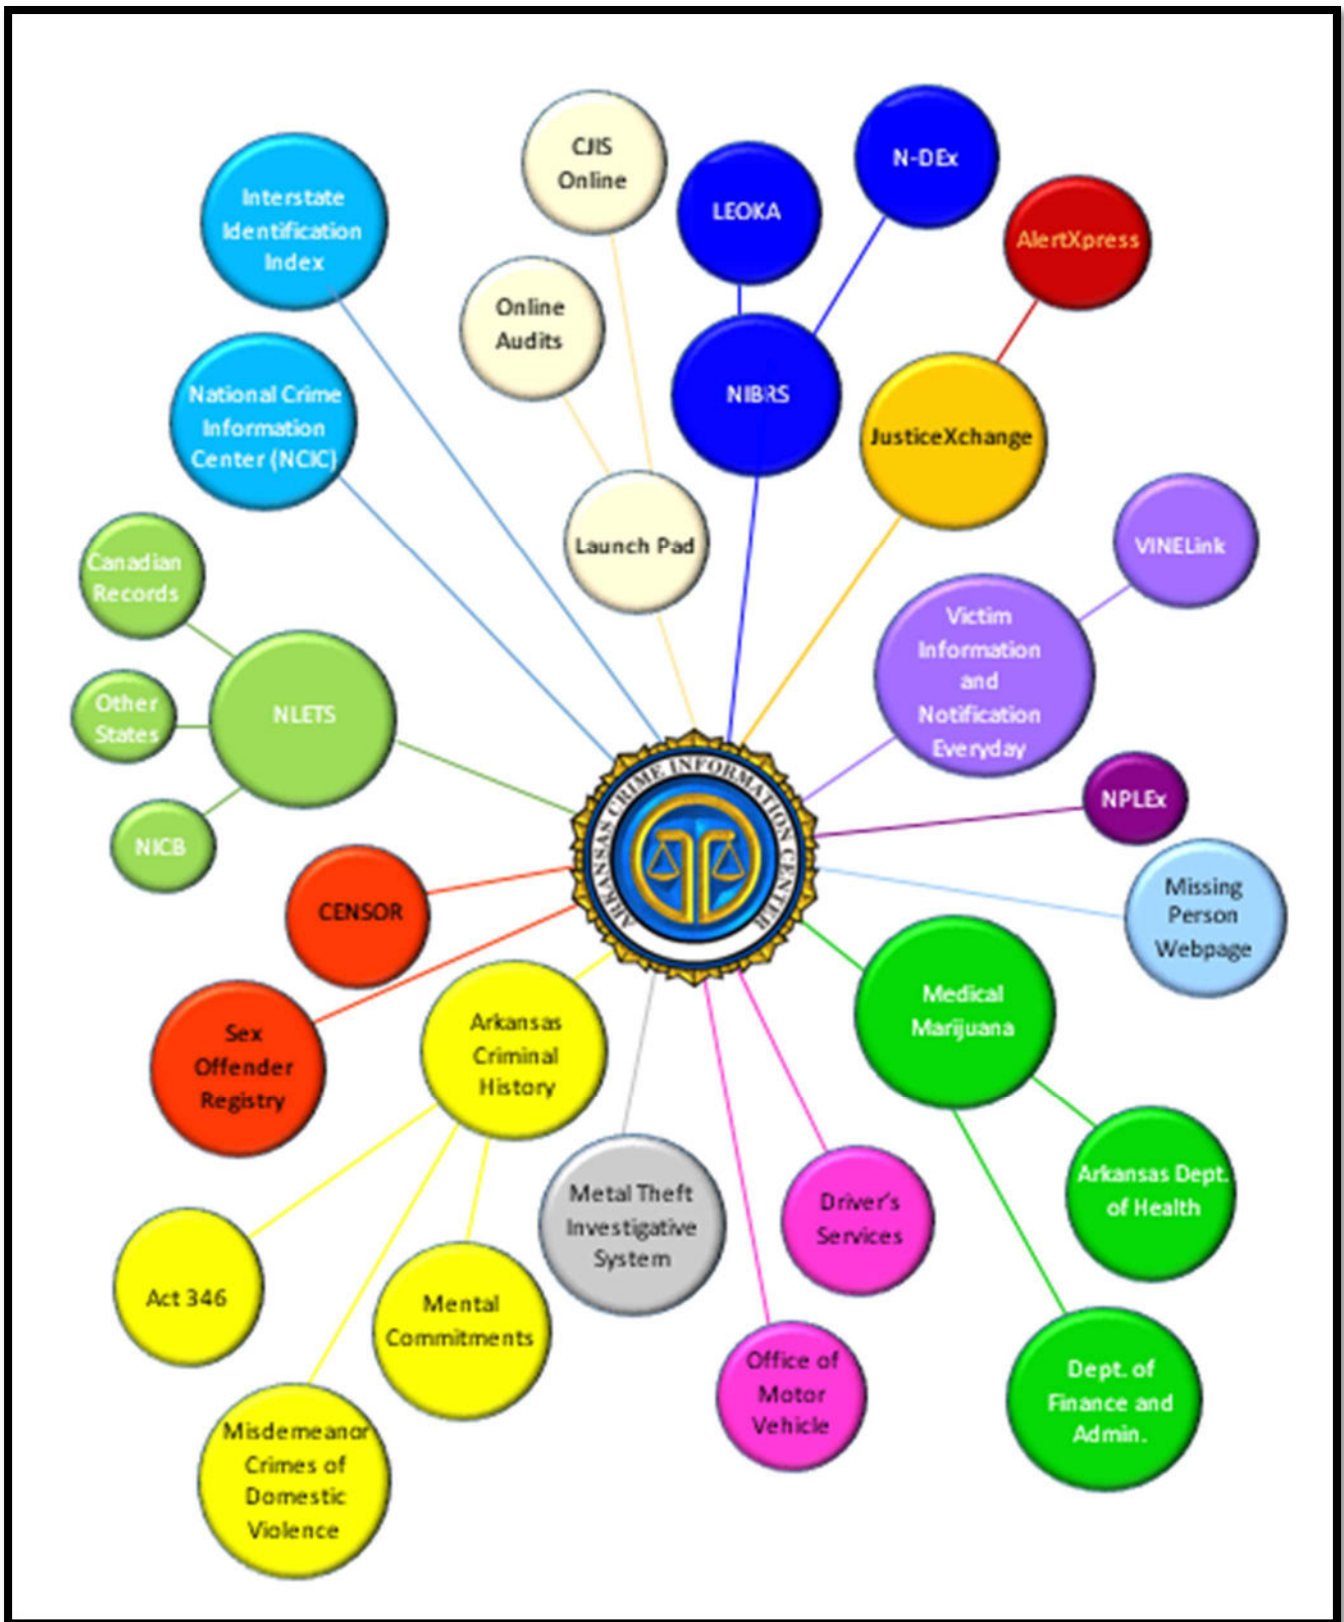 CJIS
Online
N-DEx
Interstate
Identification
Index
LEOKA
AlertXpress
Online
Audits
National Crime
Information
Center (NCIC)
NIBRS
JusticeXchange
Launch Pad
VINELink
Canadian
Records
Victim
Information
and
Notification
Everyday
Other
States
NLETS
NICB
ARKANSAS CRIME INFORMATION CENTER
NPLEx
CENSOR
Missing
Person
Webpage
Sex
Offender
Registry
Arkansas
Criminal
History
Medical
Marijuana
Metal Theft
Investigative
System
Driver's
Services
Arkansas Dept.
of Health
Act 346
Mental
Commitments
Office of
Motor
Vehicle
Dept. of
Finance and
Admin.
Misdemeanor
Crimes of
Domestic
Violence